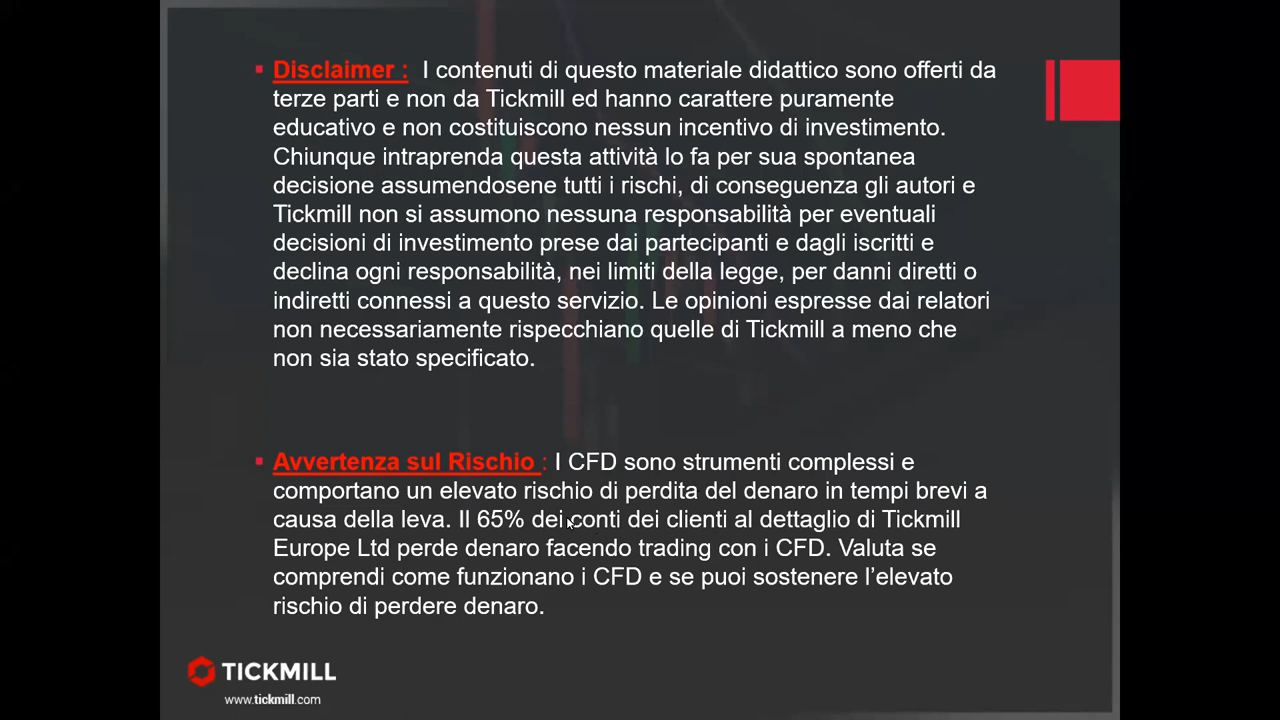 Disclaimer : I contenuti di questo materiale didattico sono offerti da
terze parti e non da Tickmill ed hanno carattere puramente
educativo e non costituiscono nessun incentivo di investimento.
Chiunque intraprenda questa attività lo fa per sua spontanea
decisione assumendosene tutti i rischi, di conseguenza gli autori e
Tickmill non si assumono nessuna responsabilità per eventuali
decisioni di investimento prese dai partecipanti e dagli iscritti e
declina ogni responsabilità, nei limiti della legge, per danni diretti o
indiretti connessi a questo servizio. Le opinioni espresse dai relatori
non necessariamente rispecchiano quelle di Tickmill a meno che
non sia stato specificato.
Avvertenza sul Rischio : I CFD sono strumenti complessi e
comportano un elevato rischio di perdita del denaro in tempi brevi a
causa della leva. Il 65% dei conti dei clienti al dettaglio di Tickmill
Europe Ltd perde denaro facendo trading con i CFD. Valuta se
comprendi come funzionano i CFD e se puoi sostenere l’elevato
rischio di perdere denaro.
TICKMILL
www.tickmill.com